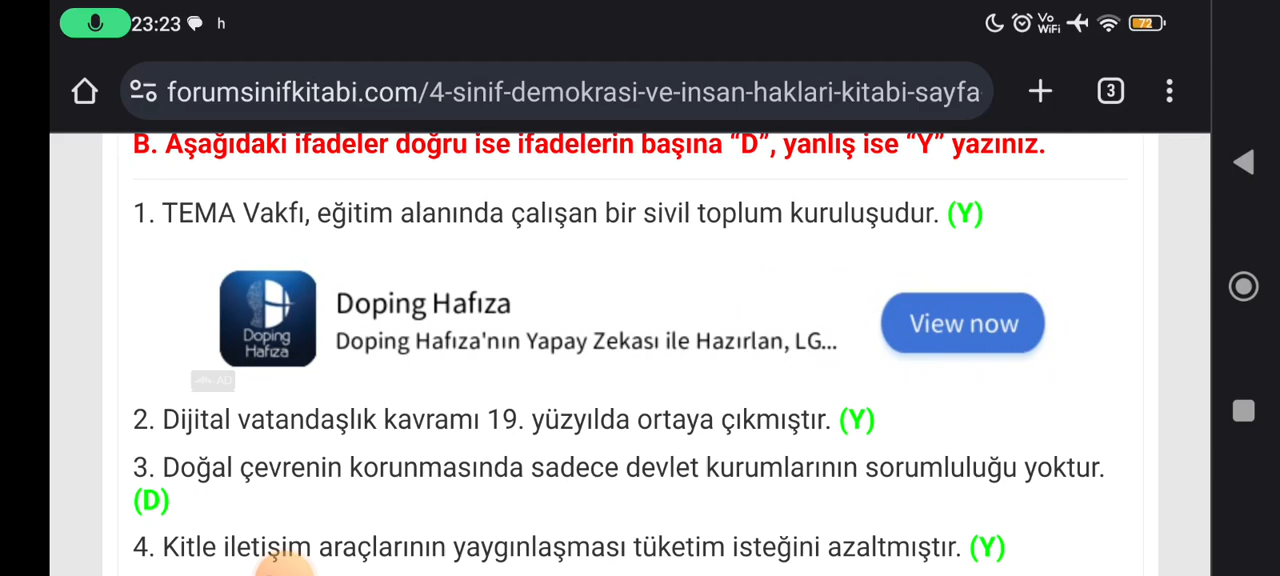 23:23 h
Vo
WiFi
72
forumsinifkitabi.com/4-sinif-demokrasi-ve-insan-haklari-kitabi-sayfa
3
B. Aşağıdaki ifadeler doğru ise ifadelerin başına “D”, yanlış ise “Y” yazınız.
1. TEMA Vakfı, eğitim alanında çalışan bir sivil toplum kuruluşudur. (Y)
Doping
Hafıza
Doping Hafıza
Doping Hafıza'nın Yapay Zekası ile Hazırlan, LG...
View now
AD
2. Dijital vatandaşlık kavramı 19. yüzyılda ortaya çıkmıştır. (Y)
3. Doğal çevrenin korunmasında sadece devlet kurumlarının sorumluluğu yoktur.
(D)
4. Kitle iletişim araçlarının yaygınlaşması tüketim isteğini azaltmıştır. (Y)